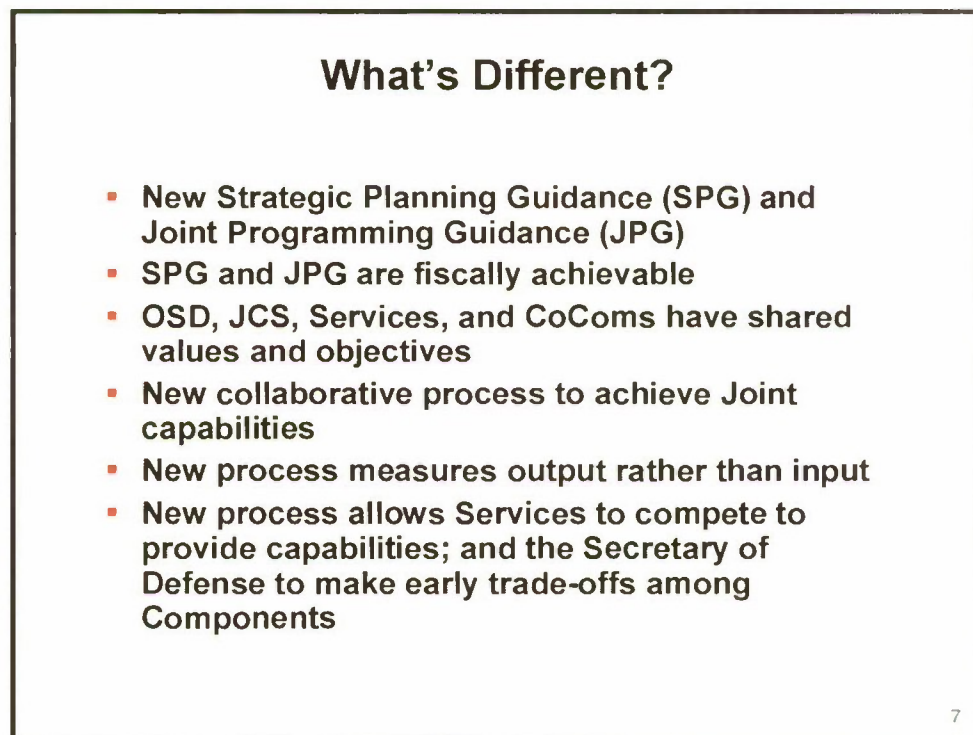 What's Different?
▪ New Strategic Planning Guidance (SPG) and
Joint Programming Guidance (JPG)
▪ SPG and JPG are fiscally achievable
▪ OSD, JCS, Services, and CoComs have shared
values and objectives
▪ New collaborative process to achieve Joint
capabilities
▪ New process measures output rather than input
▪ New process allows Services to compete to
provide capabilities; and the Secretary of
Defense to make early trade-offs among
Components
7